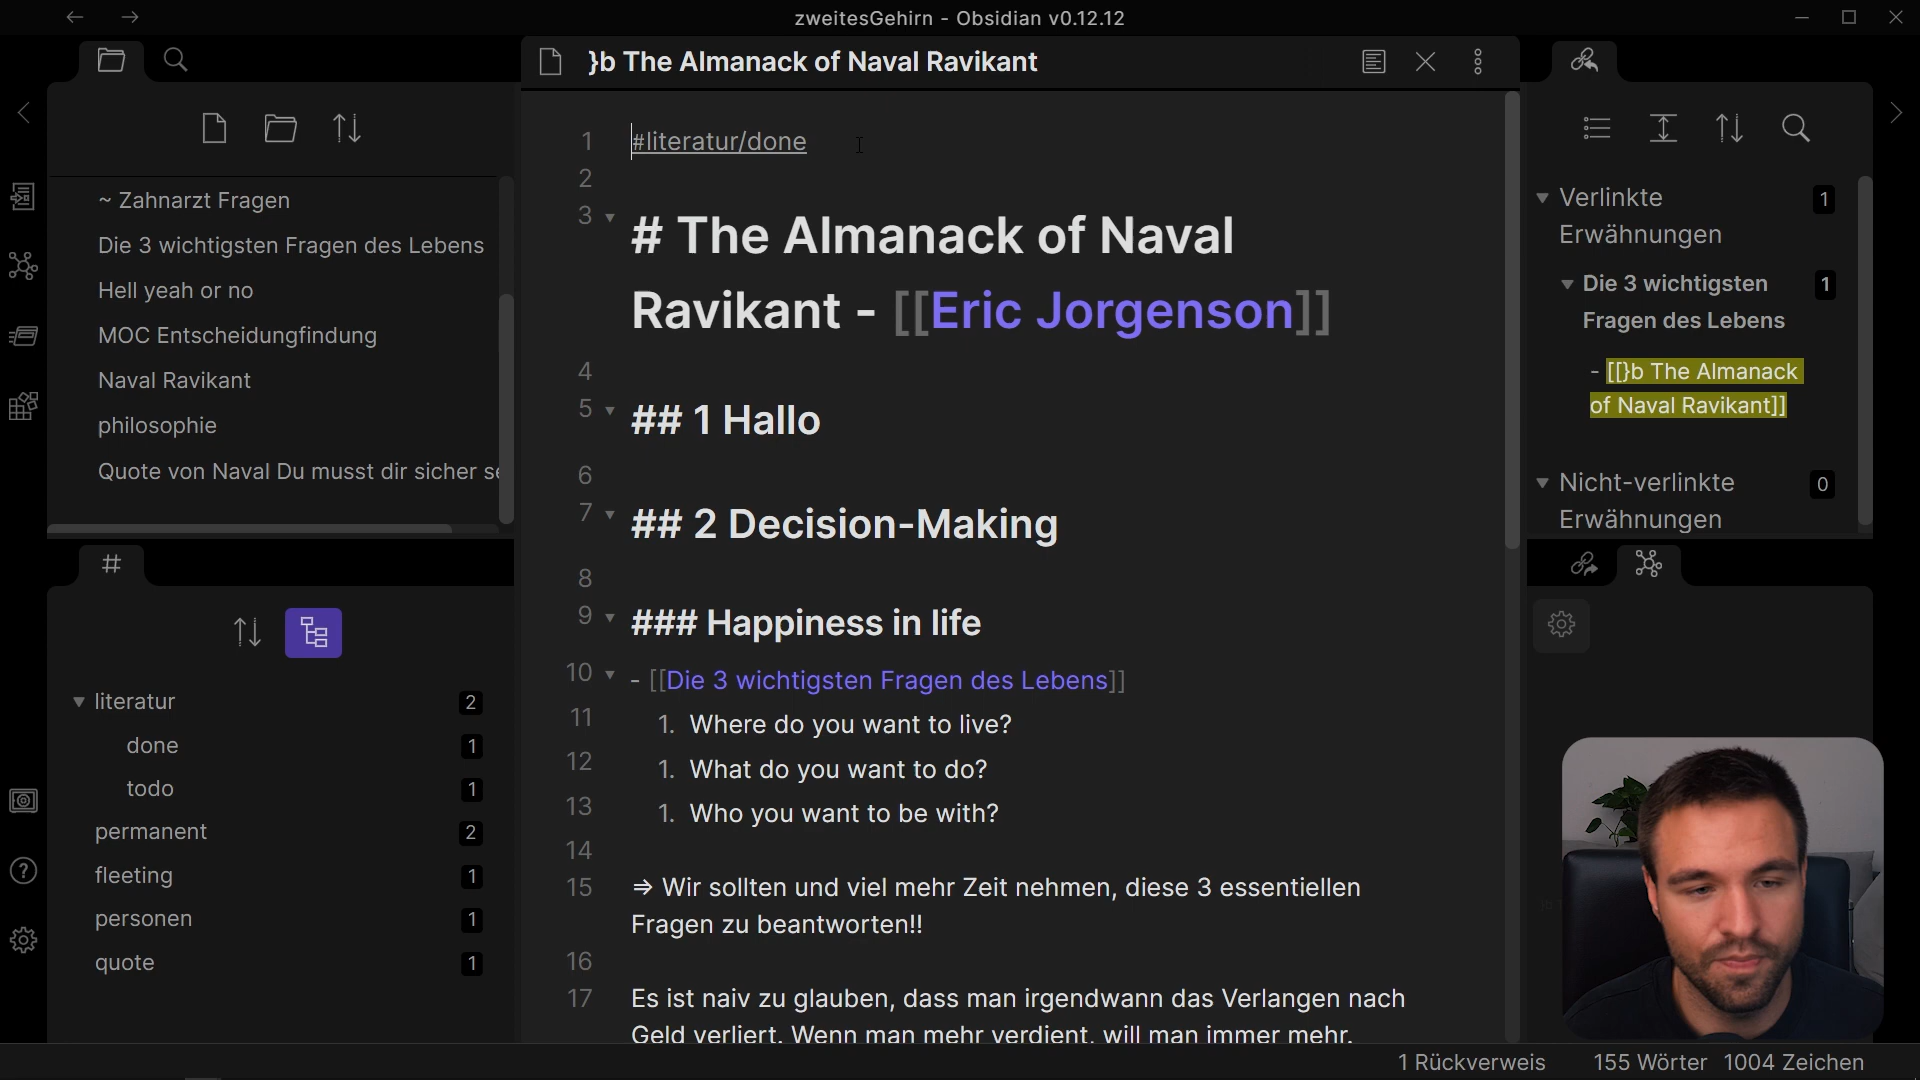 zweitesGehirn - Obsidian v0.12.12
}b The Almanack of Naval Ravikant
~ Zahnarzt Fragen
Die 3 wichtigsten Fragen des Lebens
Hell yeah or no
MOC Entscheidungfindung
Naval Ravikant
philosophie
Quote von Naval Du musst dir sicher se
#
literatur 2
done 1
todo 1
permanent 2
fleeting 1
personen 1
quote 1
1 #literatur/done
2
3 # The Almanack of Naval
Ravikant - [[Eric Jorgenson]]
4
5 ## 1 Hallo
6
7 ## 2 Decision-Making
8
9 ### Happiness in life
10 - [[Die 3 wichtigsten Fragen des Lebens]]
11 1. Where do you want to live?
12 1. What do you want to do?
13 1. Who you want to be with?
14
15 => Wir sollten und viel mehr Zeit nehmen, diese 3 essentiellen
Fragen zu beantworten!!
16
17 Es ist naiv zu glauben, dass man irgendwann das Verlangen nach
Geld verliert. Wenn man mehr verdient, will man immer mehr.
Verlinkte 1
Erwähnungen
Die 3 wichtigsten 1
Fragen des Lebens
- [[}b The Almanack
of Naval Ravikant]]
Nicht-verlinkte 0
Erwähnungen
1 Rückverweis 155 Wörter 1004 Zeichen